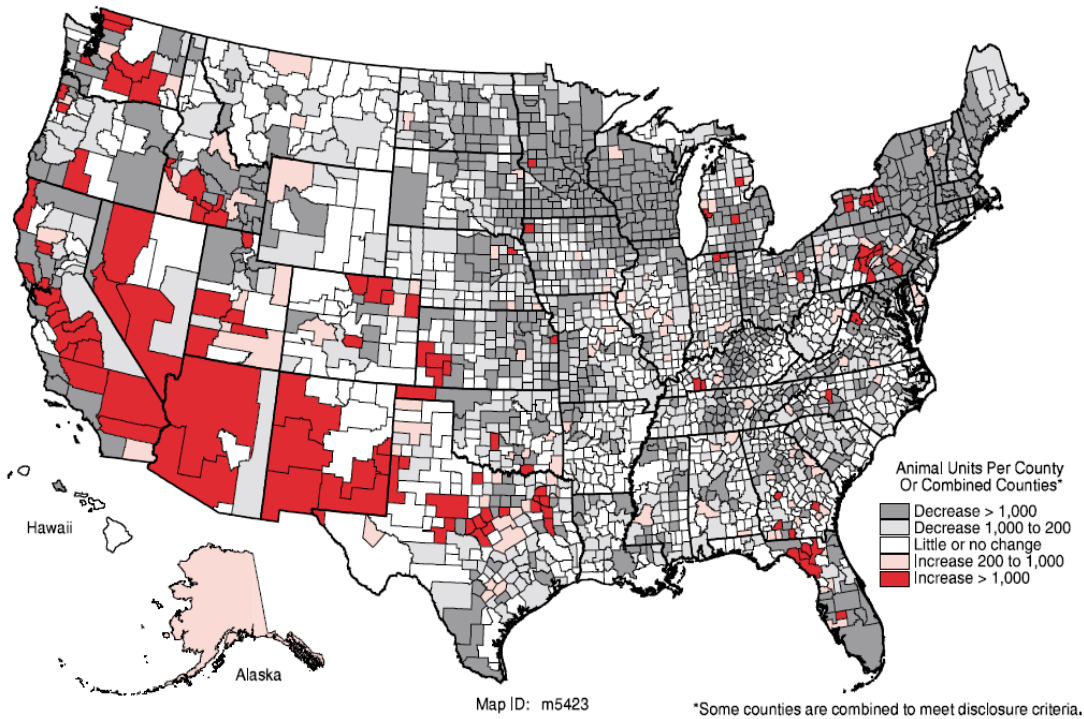 Animal Units Per County
Or Combined Counties*
Decrease > 1,000
Decrease 1,000 to 200
Little or no change
Increase 200 to 1,000
Increase > 1,000
Hawaii
Alaska
Map ID: m5423
*Some counties are combined to meet disclosure criteria.